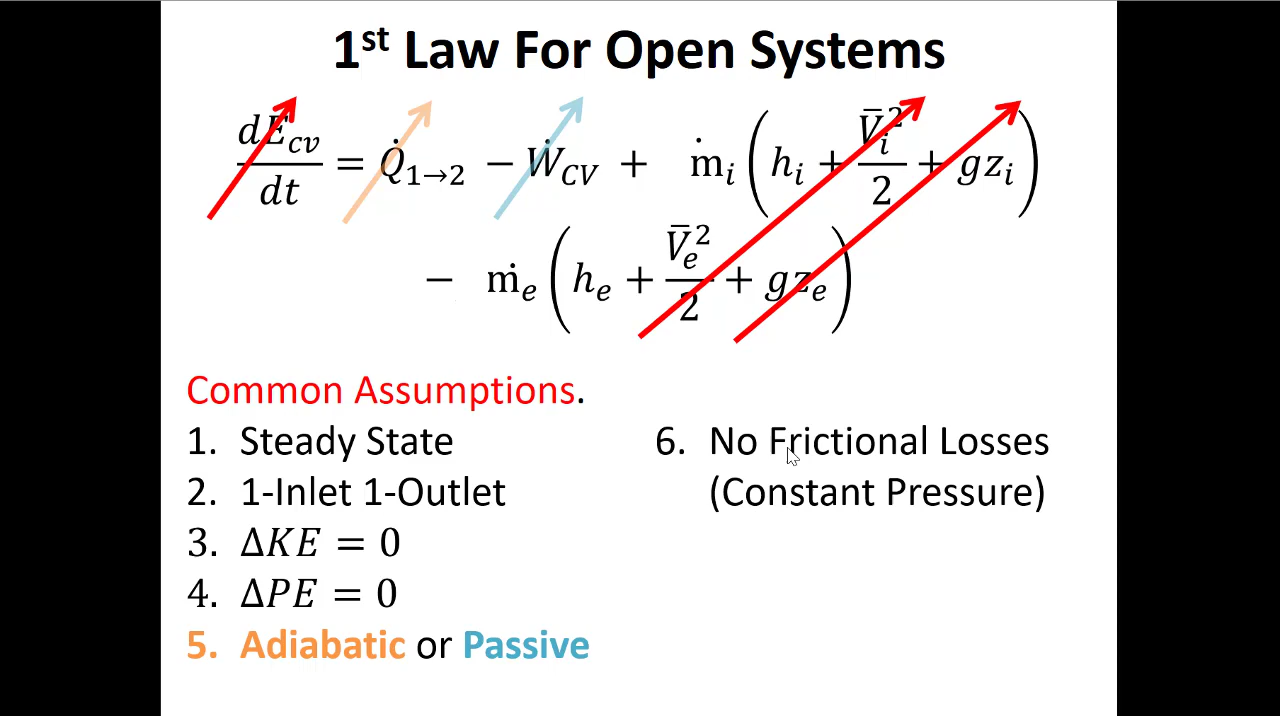 1st Law For Open Systems
dE_cv/dt = Q̇_1→2 − Ẇ_CV + ṁ_i (h_i + V̄_i²/2 + gz_i)
− ṁ_e (h_e + V̄_e²/2 + gz_e)
Common Assumptions.
1. Steady State
2. 1-Inlet 1-Outlet
3. ΔKE = 0
4. ΔPE = 0
5. Adiabatic or Passive
6. No Frictional Losses
(Constant Pressure)